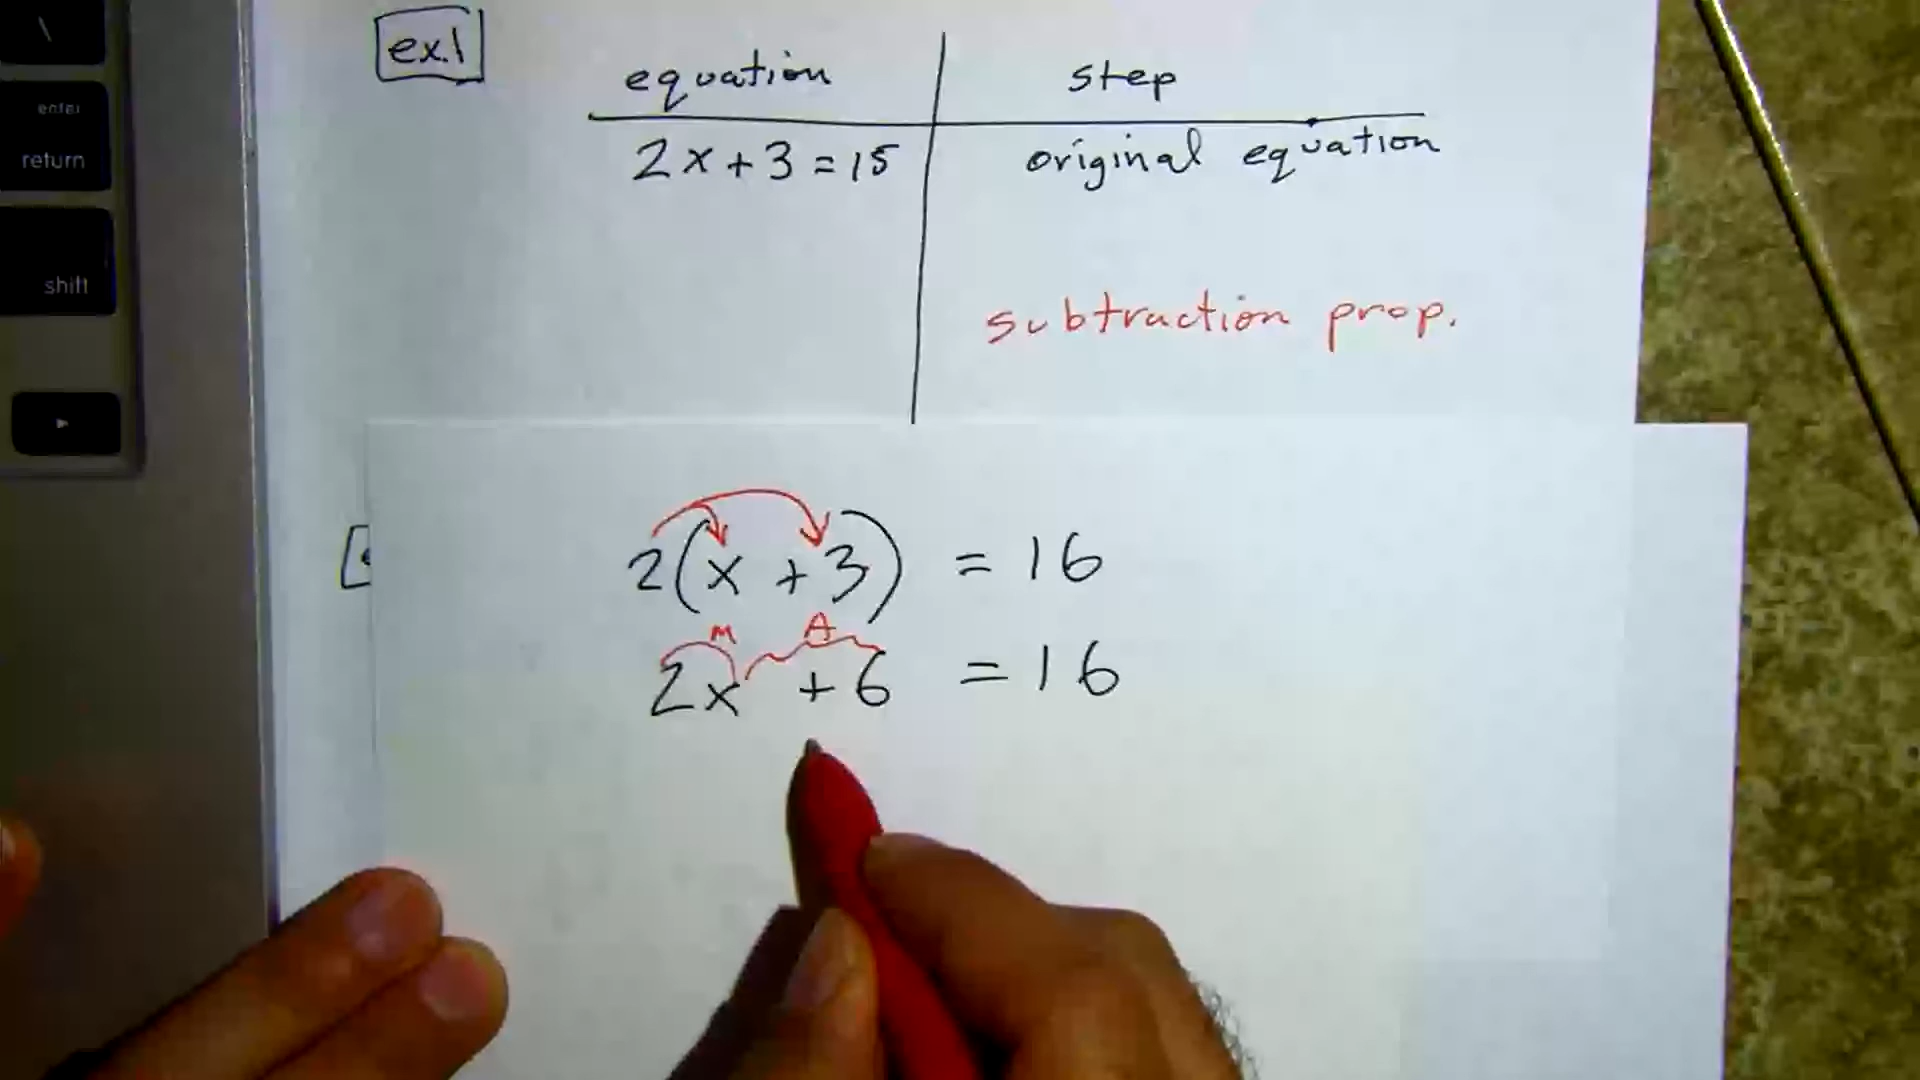 \
enter
return
shift
ex.1
equation step
2x + 3 = 15 original equation
subtraction prop.
2(x + 3) = 16
M A
2x + 6 = 16